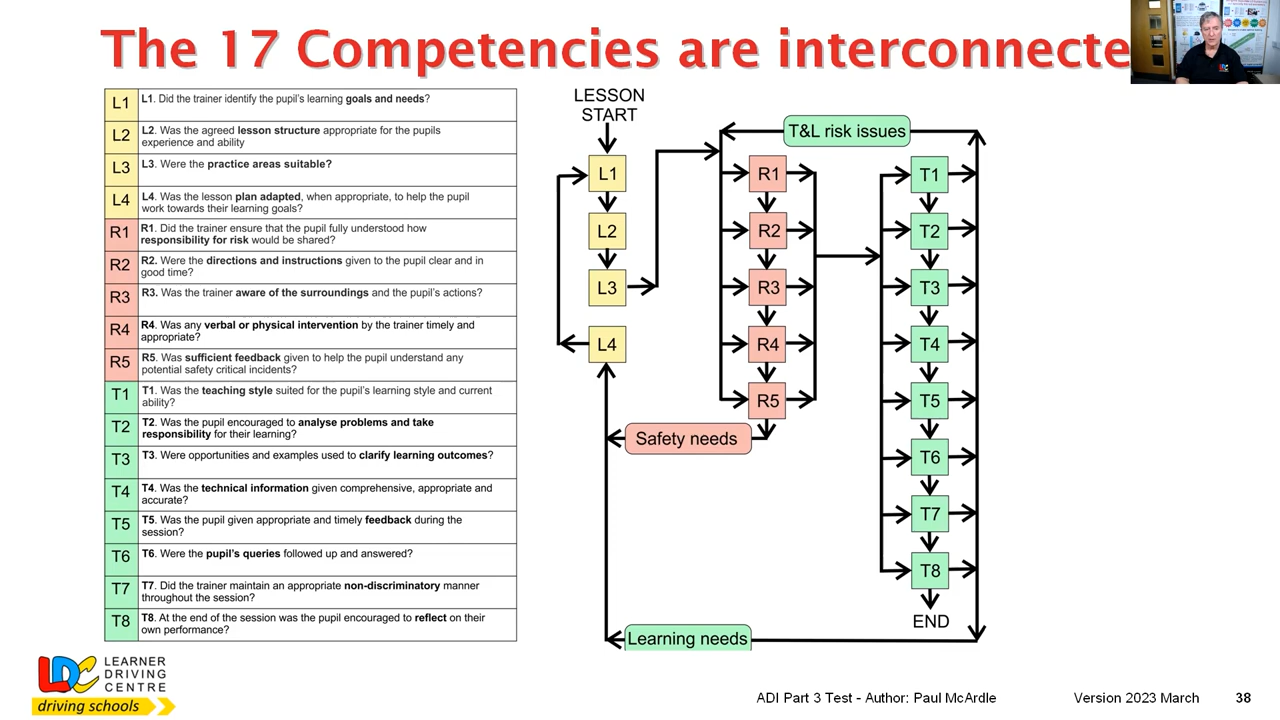 The 17 Competencies are interconnecte
L1
L1. Did the trainer identify the pupil's learning goals and needs?
L2
L2. Was the agreed lesson structure appropriate for the pupils
experience and ability
L3
L3. Were the practice areas suitable?
L4
L4. Was the lesson plan adapted, when appropriate, to help the pupil
work towards their learning goals?
R1
R1. Did the trainer ensure that the pupil fully understood how
responsibility for risk would be shared?
R2
R2. Were the directions and instructions given to the pupil clear and in
good time?
R3
R3. Was the trainer aware of the surroundings and the pupil's actions?
R4
R4. Was any verbal or physical intervention by the trainer timely and
appropriate?
R5
R5. Was sufficient feedback given to help the pupil understand any
potential safety critical incidents?
T1
T1. Was the teaching style suited for the pupil's learning style and current
ability?
T2
T2. Was the pupil encouraged to analyse problems and take
responsibility for their learning?
T3
T3. Were opportunities and examples used to clarify learning outcomes?
T4
T4. Was the technical information given comprehensive, appropriate and
accurate?
T5
T5. Was the pupil given appropriate and timely feedback during the
session?
T6
T6. Were the pupil's queries followed up and answered?
T7
T7. Did the trainer maintain an appropriate non-discriminatory manner
throughout the session?
T8
T8. At the end of the session was the pupil encouraged to reflect on their
own performance?
LESSON
START
L1
L2
L3
L4
T&L risk issues
R1
R2
R3
R4
R5
Safety needs
T1
T2
T3
T4
T5
T6
T7
T8
END
Learning needs
LDC
LEARNER
DRIVING
CENTRE
driving schools
ADI Part 3 Test - Author: Paul McArdle
Version 2023 March
38